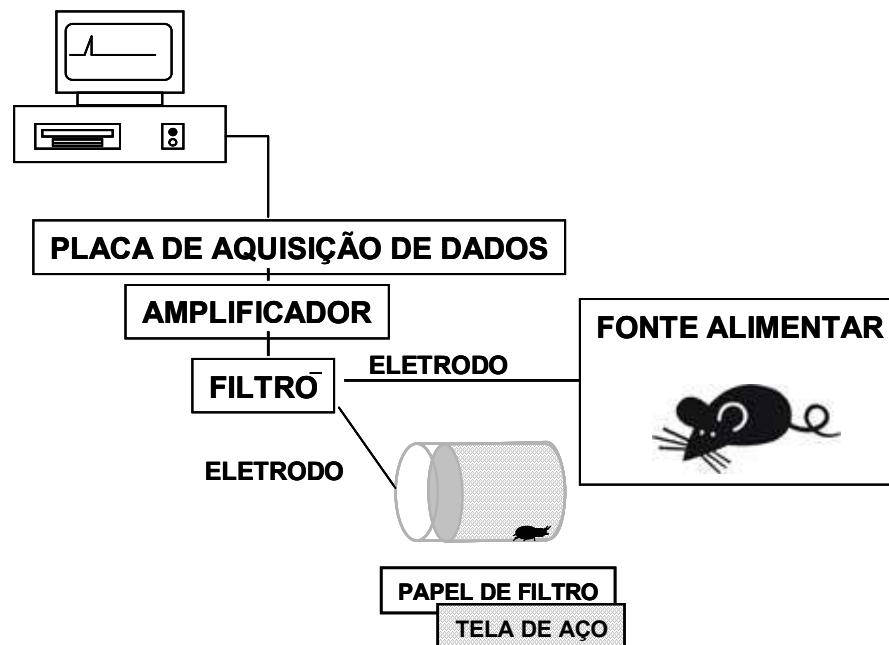 PLACA DE AQUISIÇÃO DE DADOS
AMPLIFICADOR
FILTRO
ELETRODO
FONTE ALIMENTAR
ELETRODO
PAPEL DE FILTRO
TELA DE AÇO